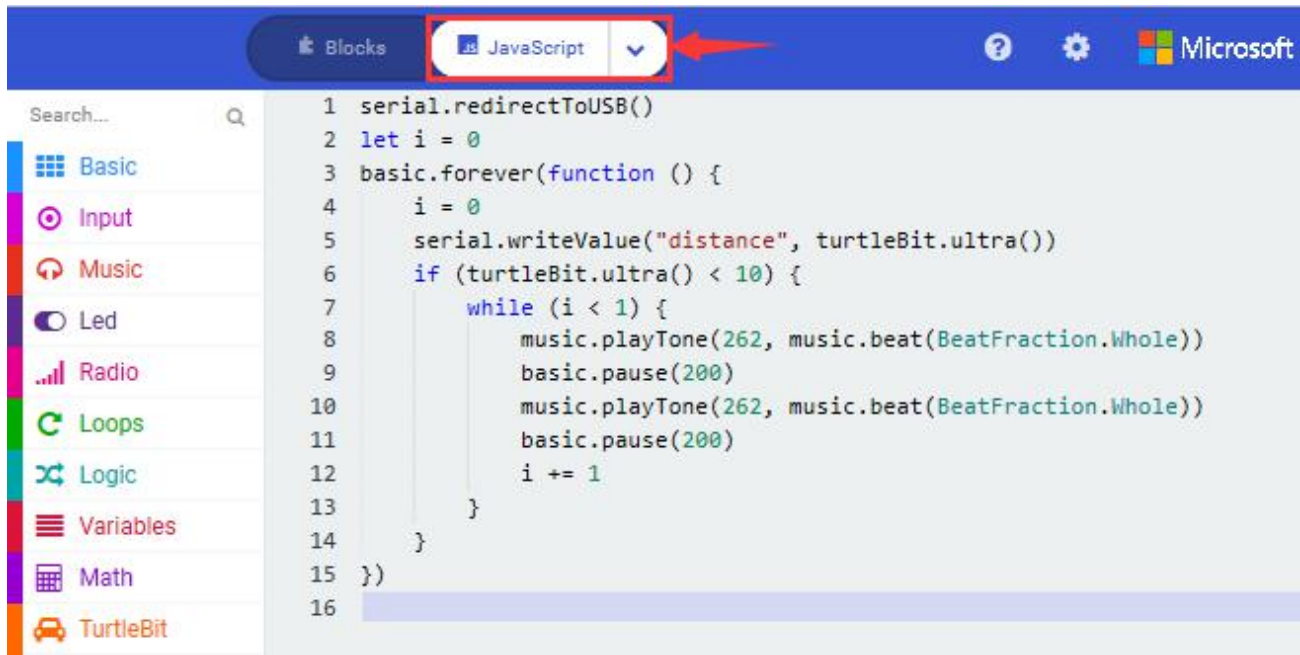 Blocks
JavaScript
Microsoft
Search...
Basic
Input
Music
Led
Radio
Loops
Logic
Variables
Math
TurtleBit
1 serial.redirectToUSB()
2 let i = 0
3 basic.forever(function () {
4     i = 0
5     serial.writeValue("distance", turtleBit.ultra())
6     if (turtleBit.ultra() < 10) {
7         while (i < 1) {
8             music.playTone(262, music.beat(BeatFraction.Whole))
9             basic.pause(200)
10             music.playTone(262, music.beat(BeatFraction.Whole))
11             basic.pause(200)
12             i += 1
13         }
14     }
15 })
16